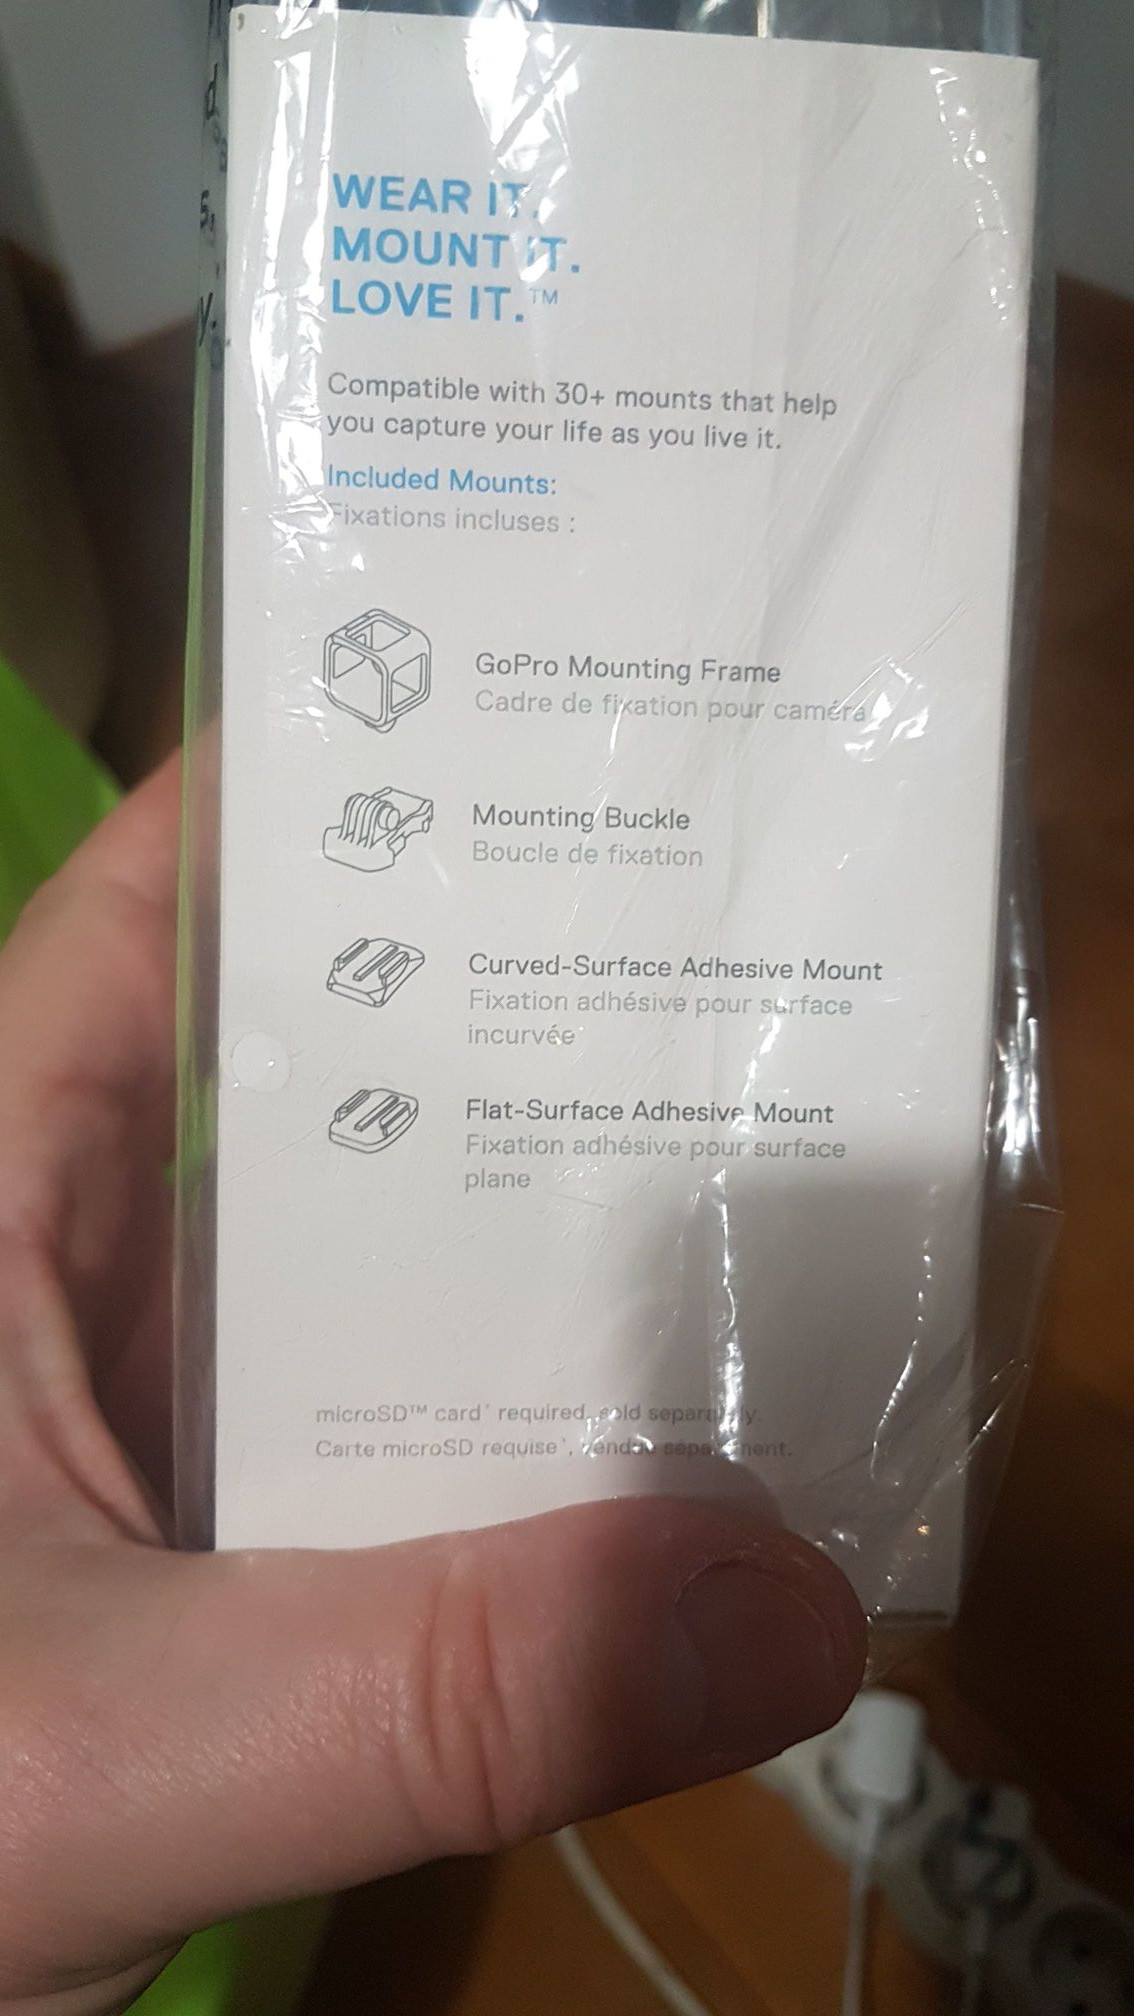 WEAR IT.
MOUNT IT.
LOVE IT.™
Compatible with 30+ mounts that help
you capture your life as you live it.
Included Mounts:
Fixations incluses :
GoPro Mounting Frame
Cadre de fixation pour caméra
Mounting Buckle
Boucle de fixation
Curved-Surface Adhesive Mount
Fixation adhésive pour surface
incurvée
Flat-Surface Adhesive Mount
Fixation adhésive pour surface
plane
microSD™ card* required, sold separately.
Carte microSD requise*, vendue séparément.